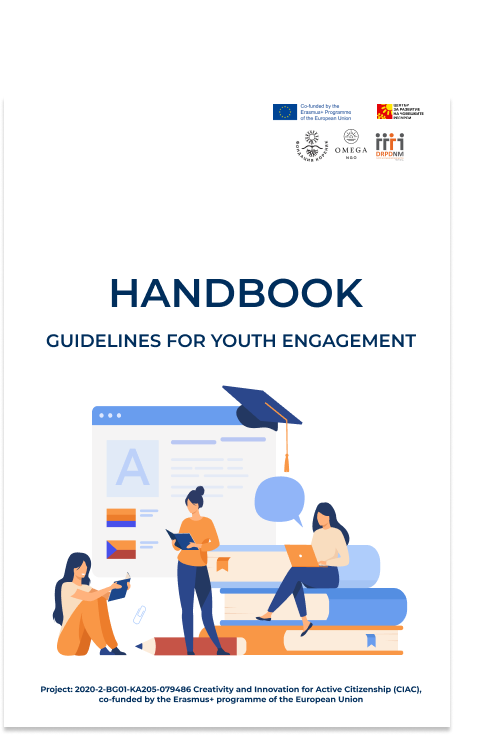 Co-funded by the
Erasmus+ Programme
of the European Union
ЦЕНТЪР
ЗА РАЗВИТИЕ
НА ЧОВЕШКИТЕ
РЕСУРСИ
ФОНДАЦИЯ КОРЕНИЯК
OMEGA
NGO
DRPDNM
HANDBOOK
GUIDELINES FOR YOUTH ENGAGEMENT
A
Project: 2020-2-BG01-KA205-079486 Creativity and Innovation for Active Citizenship (CIAC),
co-funded by the Erasmus+ programme of the European Union